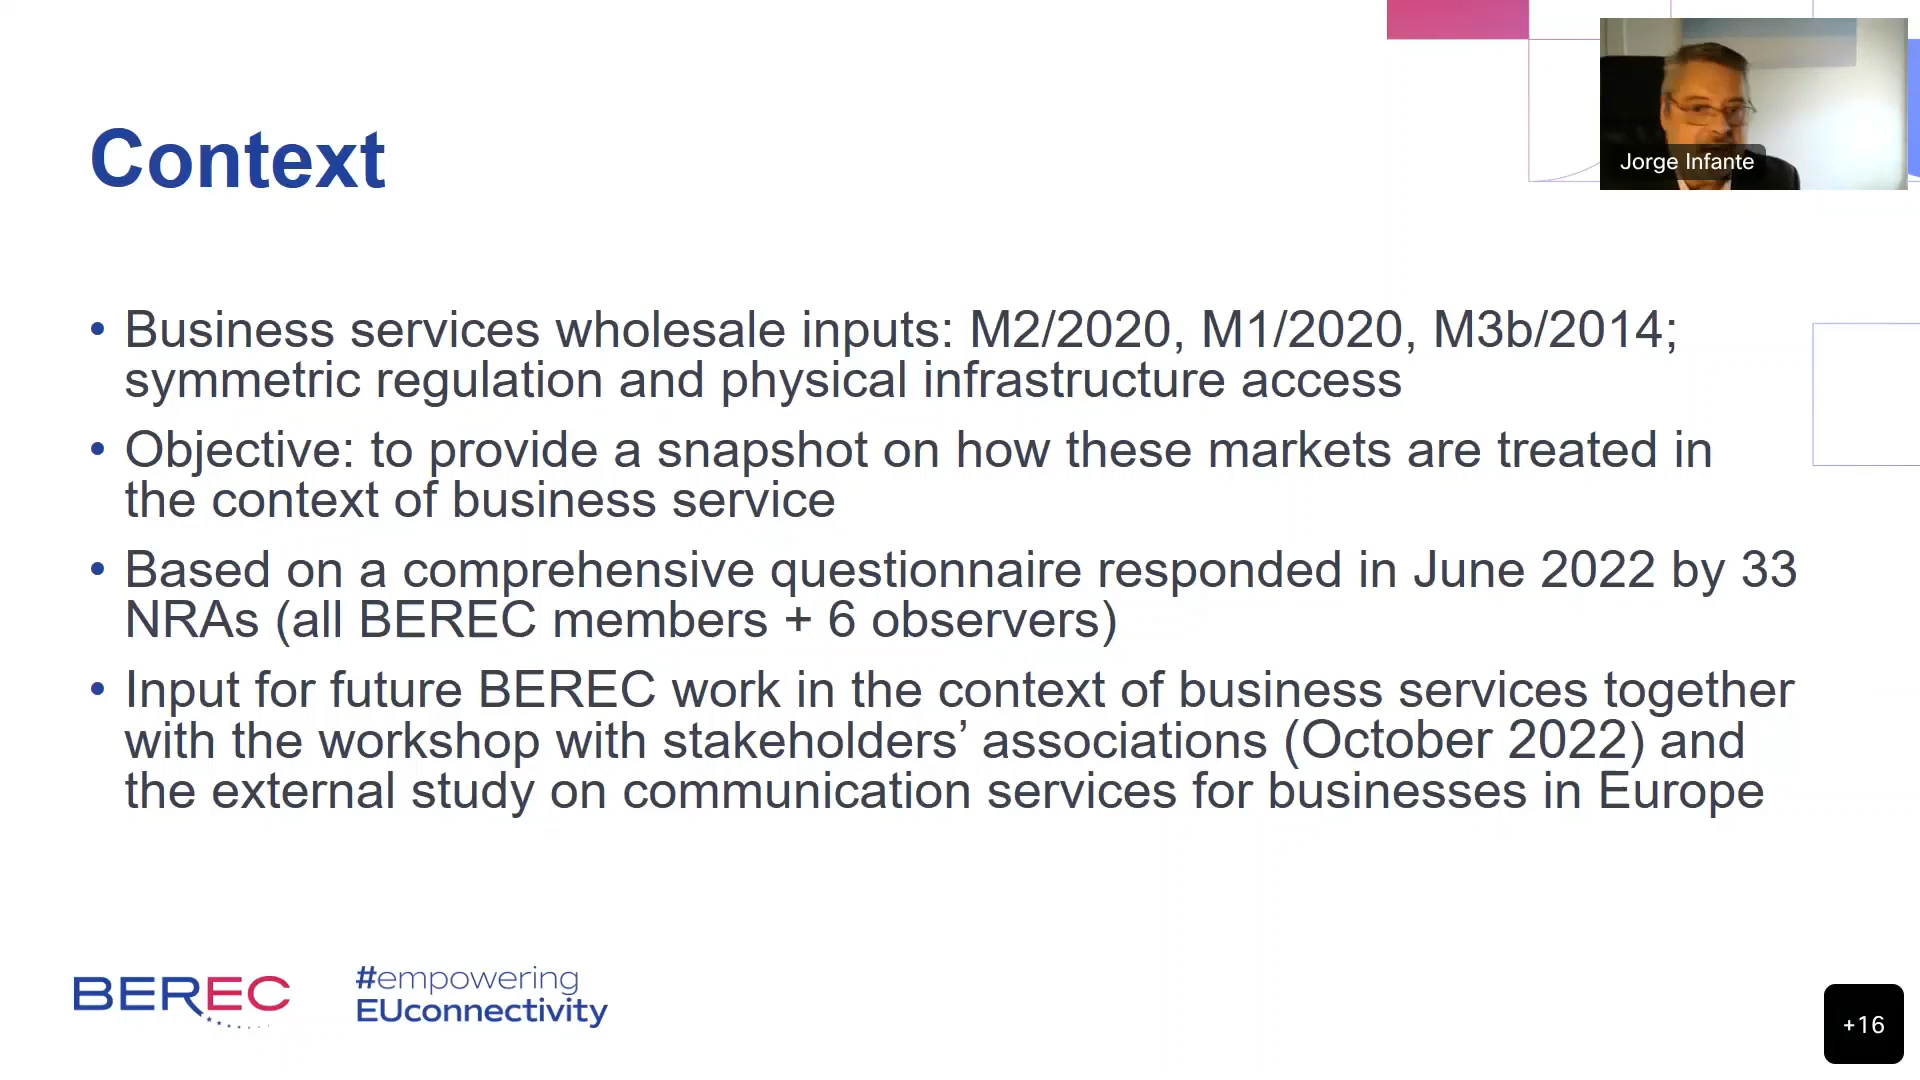 Jorge Infante
Context
• Business services wholesale inputs: M2/2020, M1/2020, M3b/2014;
symmetric regulation and physical infrastructure access
• Objective: to provide a snapshot on how these markets are treated in
the context of business service
• Based on a comprehensive questionnaire responded in June 2022 by 33
NRAs (all BEREC members + 6 observers)
• Input for future BEREC work in the context of business services together
with the workshop with stakeholders’ associations (October 2022) and
the external study on communication services for businesses in Europe
BEREC
#empowering
EUconnectivity
+16